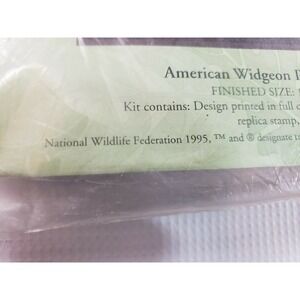 American Widgeon
FINISHED SIZE:
Kit contains: Design printed in full
replica stamp,
National Wildlife Federation 1995, ™ and ® designate